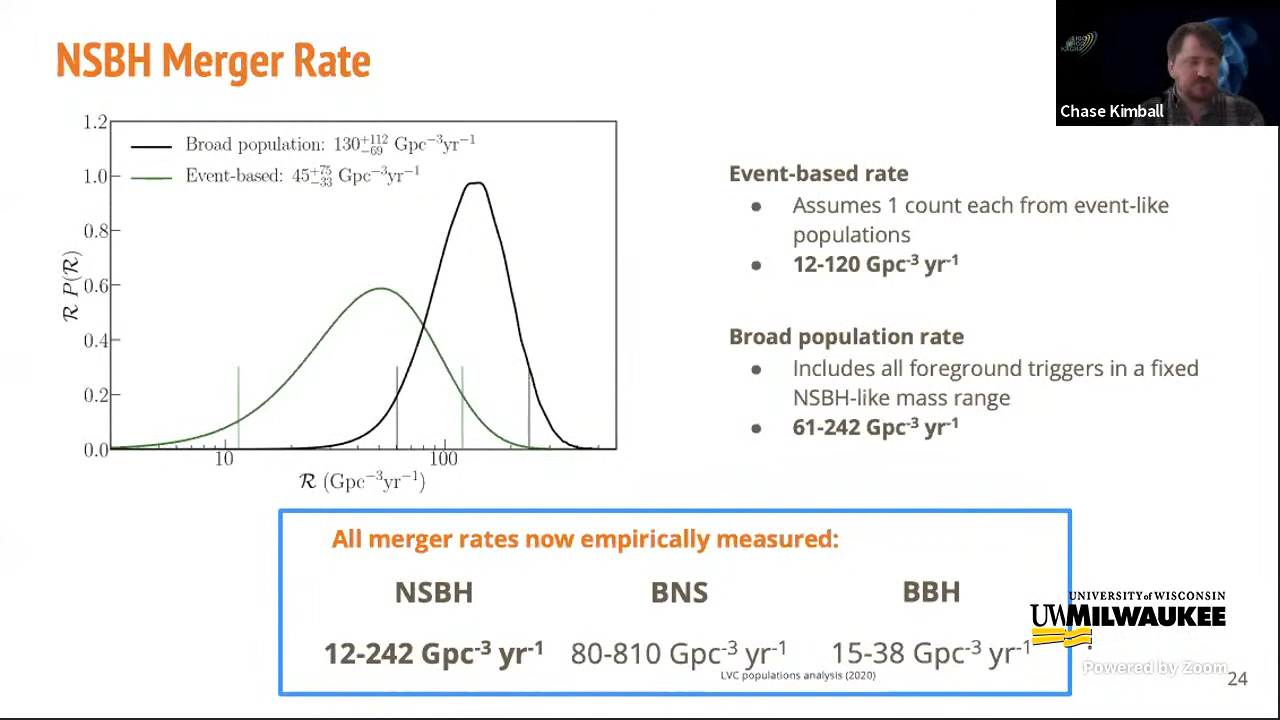 NSBH Merger Rate
LIGO
VIRGO
KAGRA
Chase Kimball
Broad population: 130+112−69 Gpc−3yr−1
Event-based: 45+75−33 Gpc−3yr−1
1.2
1.0
0.8
0.6
0.4
0.2
0.0
R P(R)
10
100
R (Gpc−3yr−1)
Event-based rate
● Assumes 1 count each from event-like
populations
● 12-120 Gpc-3 yr-1
Broad population rate
● Includes all foreground triggers in a fixed
NSBH-like mass range
● 61-242 Gpc-3 yr-1
All merger rates now empirically measured:
NSBH BNS BBH
12-242 Gpc-3 yr-1 80-810 Gpc-3 yr-1 15-38 Gpc-3 yr-1
LVC populations analysis (2020)
UNIVERSITY of WISCONSIN
UWMILWAUKEE
Powered by Zoom
24